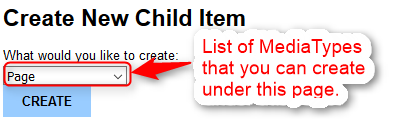 Create New Child Item
What would you like to create:
Page
CREATE
List of MediaTypes
that you can create
under this page.